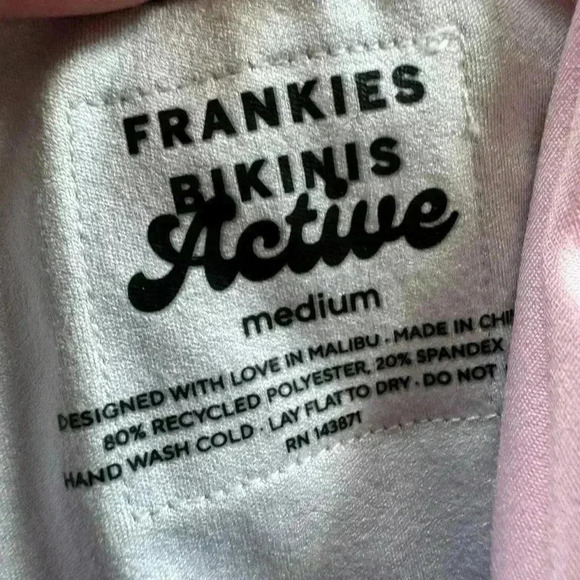 FRANKIES
BIKINIS
Active
medium
DESIGNED WITH LOVE IN MALIBU . MADE IN CHI
80% RECYCLED POLYESTER, 20% SPANDEX
HAND WASH COLD · LAY FLAT TO DRY · DO NOT
RN 143871